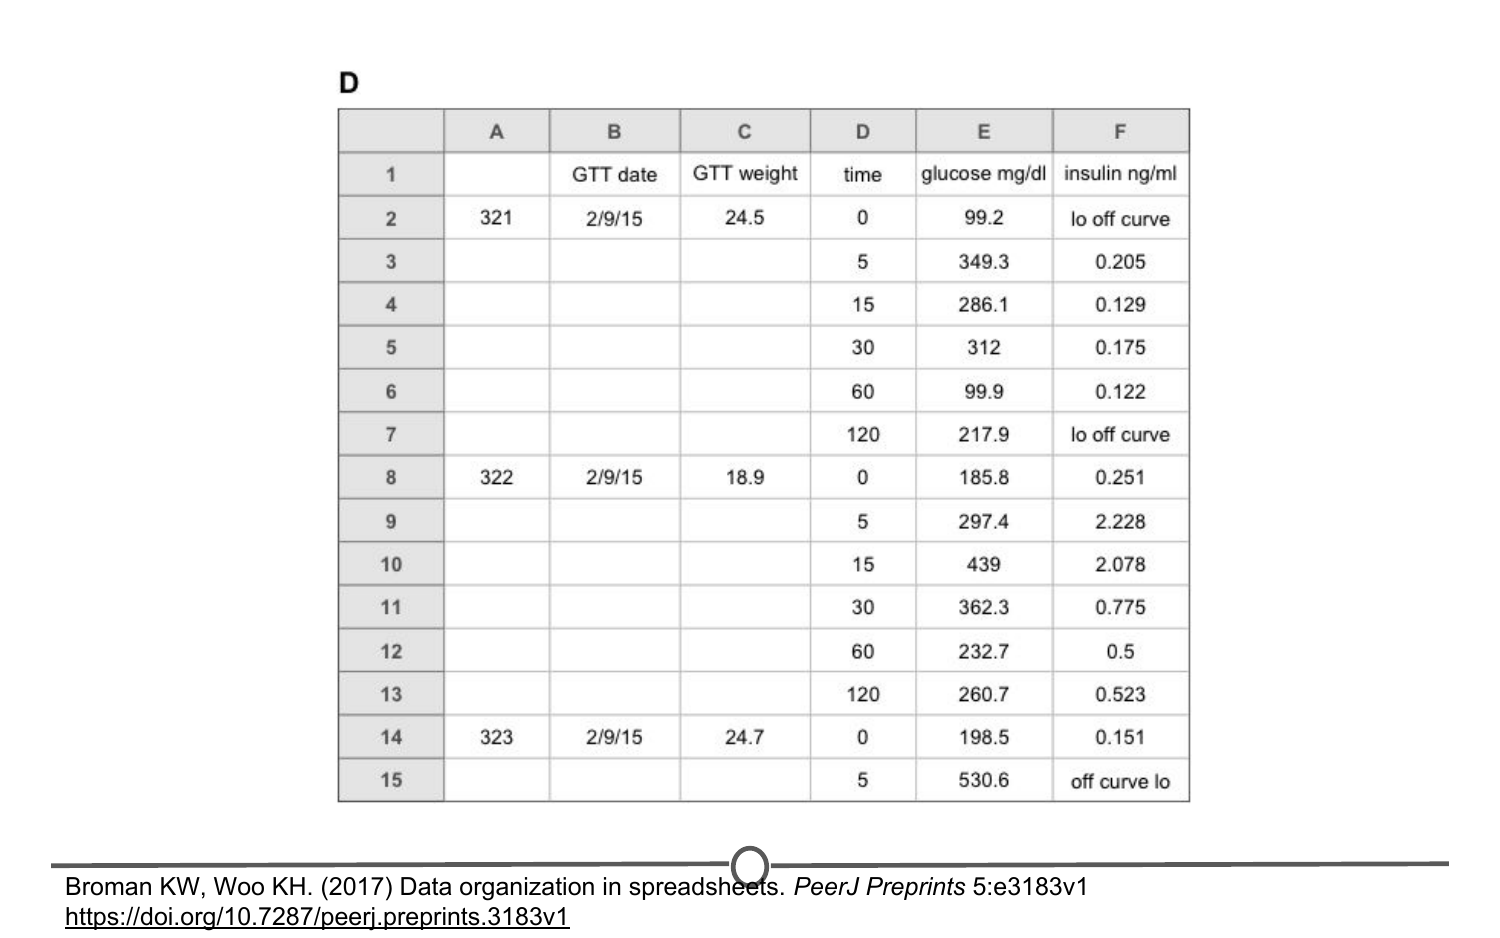 D
A B C D E F
1 GTT date GTT weight time glucose mg/dl insulin ng/ml
2 321 2/9/15 24.5 0 99.2 lo off curve
3 5 349.3 0.205
4 15 286.1 0.129
5 30 312 0.175
6 60 99.9 0.122
7 120 217.9 lo off curve
8 322 2/9/15 18.9 0 185.8 0.251
9 5 297.4 2.228
10 15 439 2.078
11 30 362.3 0.775
12 60 232.7 0.5
13 120 260.7 0.523
14 323 2/9/15 24.7 0 198.5 0.151
15 5 530.6 off curve lo
Broman KW, Woo KH. (2017) Data organization in spreadsheets. PeerJ Preprints 5:e3183v1
https://doi.org/10.7287/peerj.preprints.3183v1